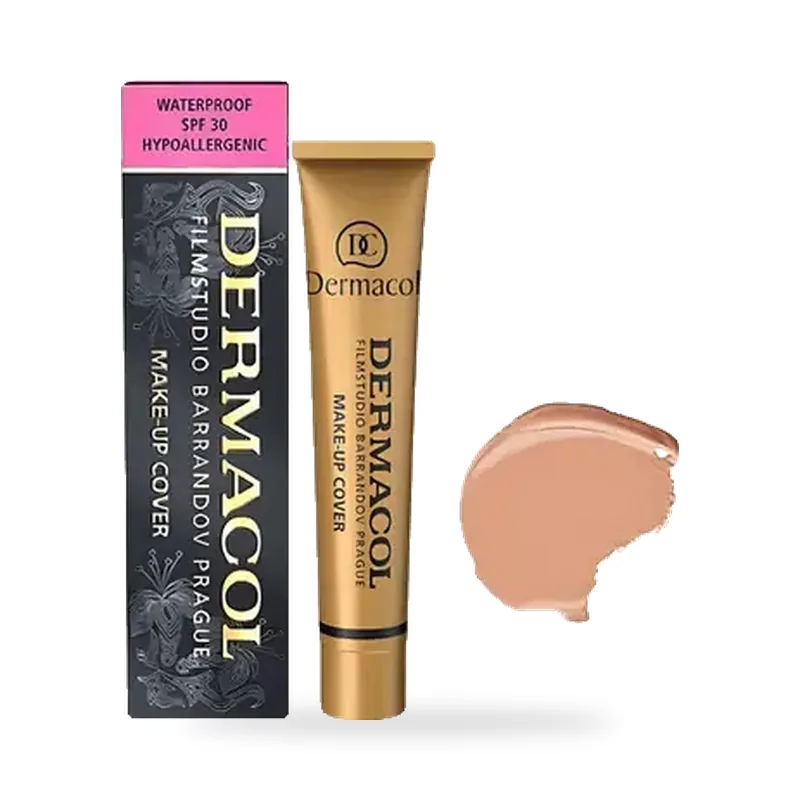 WATERPROOF
SPF 30
HYPOALLERGENIC
DERMACOL
FILMSTUDIO BARRANDOV PRAGUE
MAKE-UP COVER
DC
Dermacol
DERMACOL
FILMSTUDIO BARRANDOV PRAGUE
MAKE-UP COVER